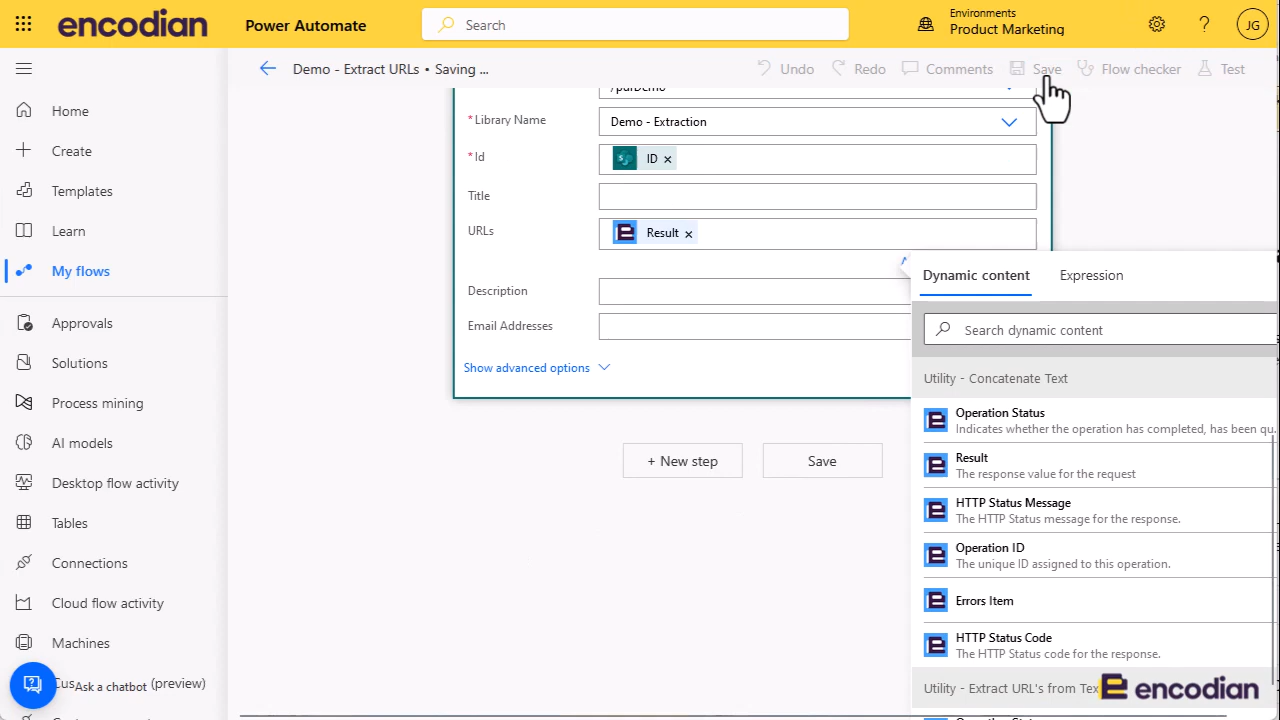 encodian
Power Automate
Search
Environments
Product Marketing
JG
Demo - Extract URLs • Saving ...
Undo
Redo
Comments
Save
Flow checker
Test
Home
Create
Templates
Learn
My flows
Approvals
Solutions
Process mining
AI models
Desktop flow activity
Tables
Connections
Cloud flow activity
Machines
Ask a chatbot
(preview)
* Library Name
Demo - Extraction
* Id
ID ×
Title
URLs
Result ×
Description
Email Addresses
Show advanced options
+ New step
Save
Dynamic content
Expression
Search dynamic content
Utility - Concatenate Text
Operation Status
Indicates whether the operation has completed, has been qu...
Result
The response value for the request
HTTP Status Message
The HTTP Status message for the response.
Operation ID
The unique ID assigned to this operation.
Errors Item
HTTP Status Code
The HTTP Status code for the response.
Utility - Extract URL's from Tex
encodian